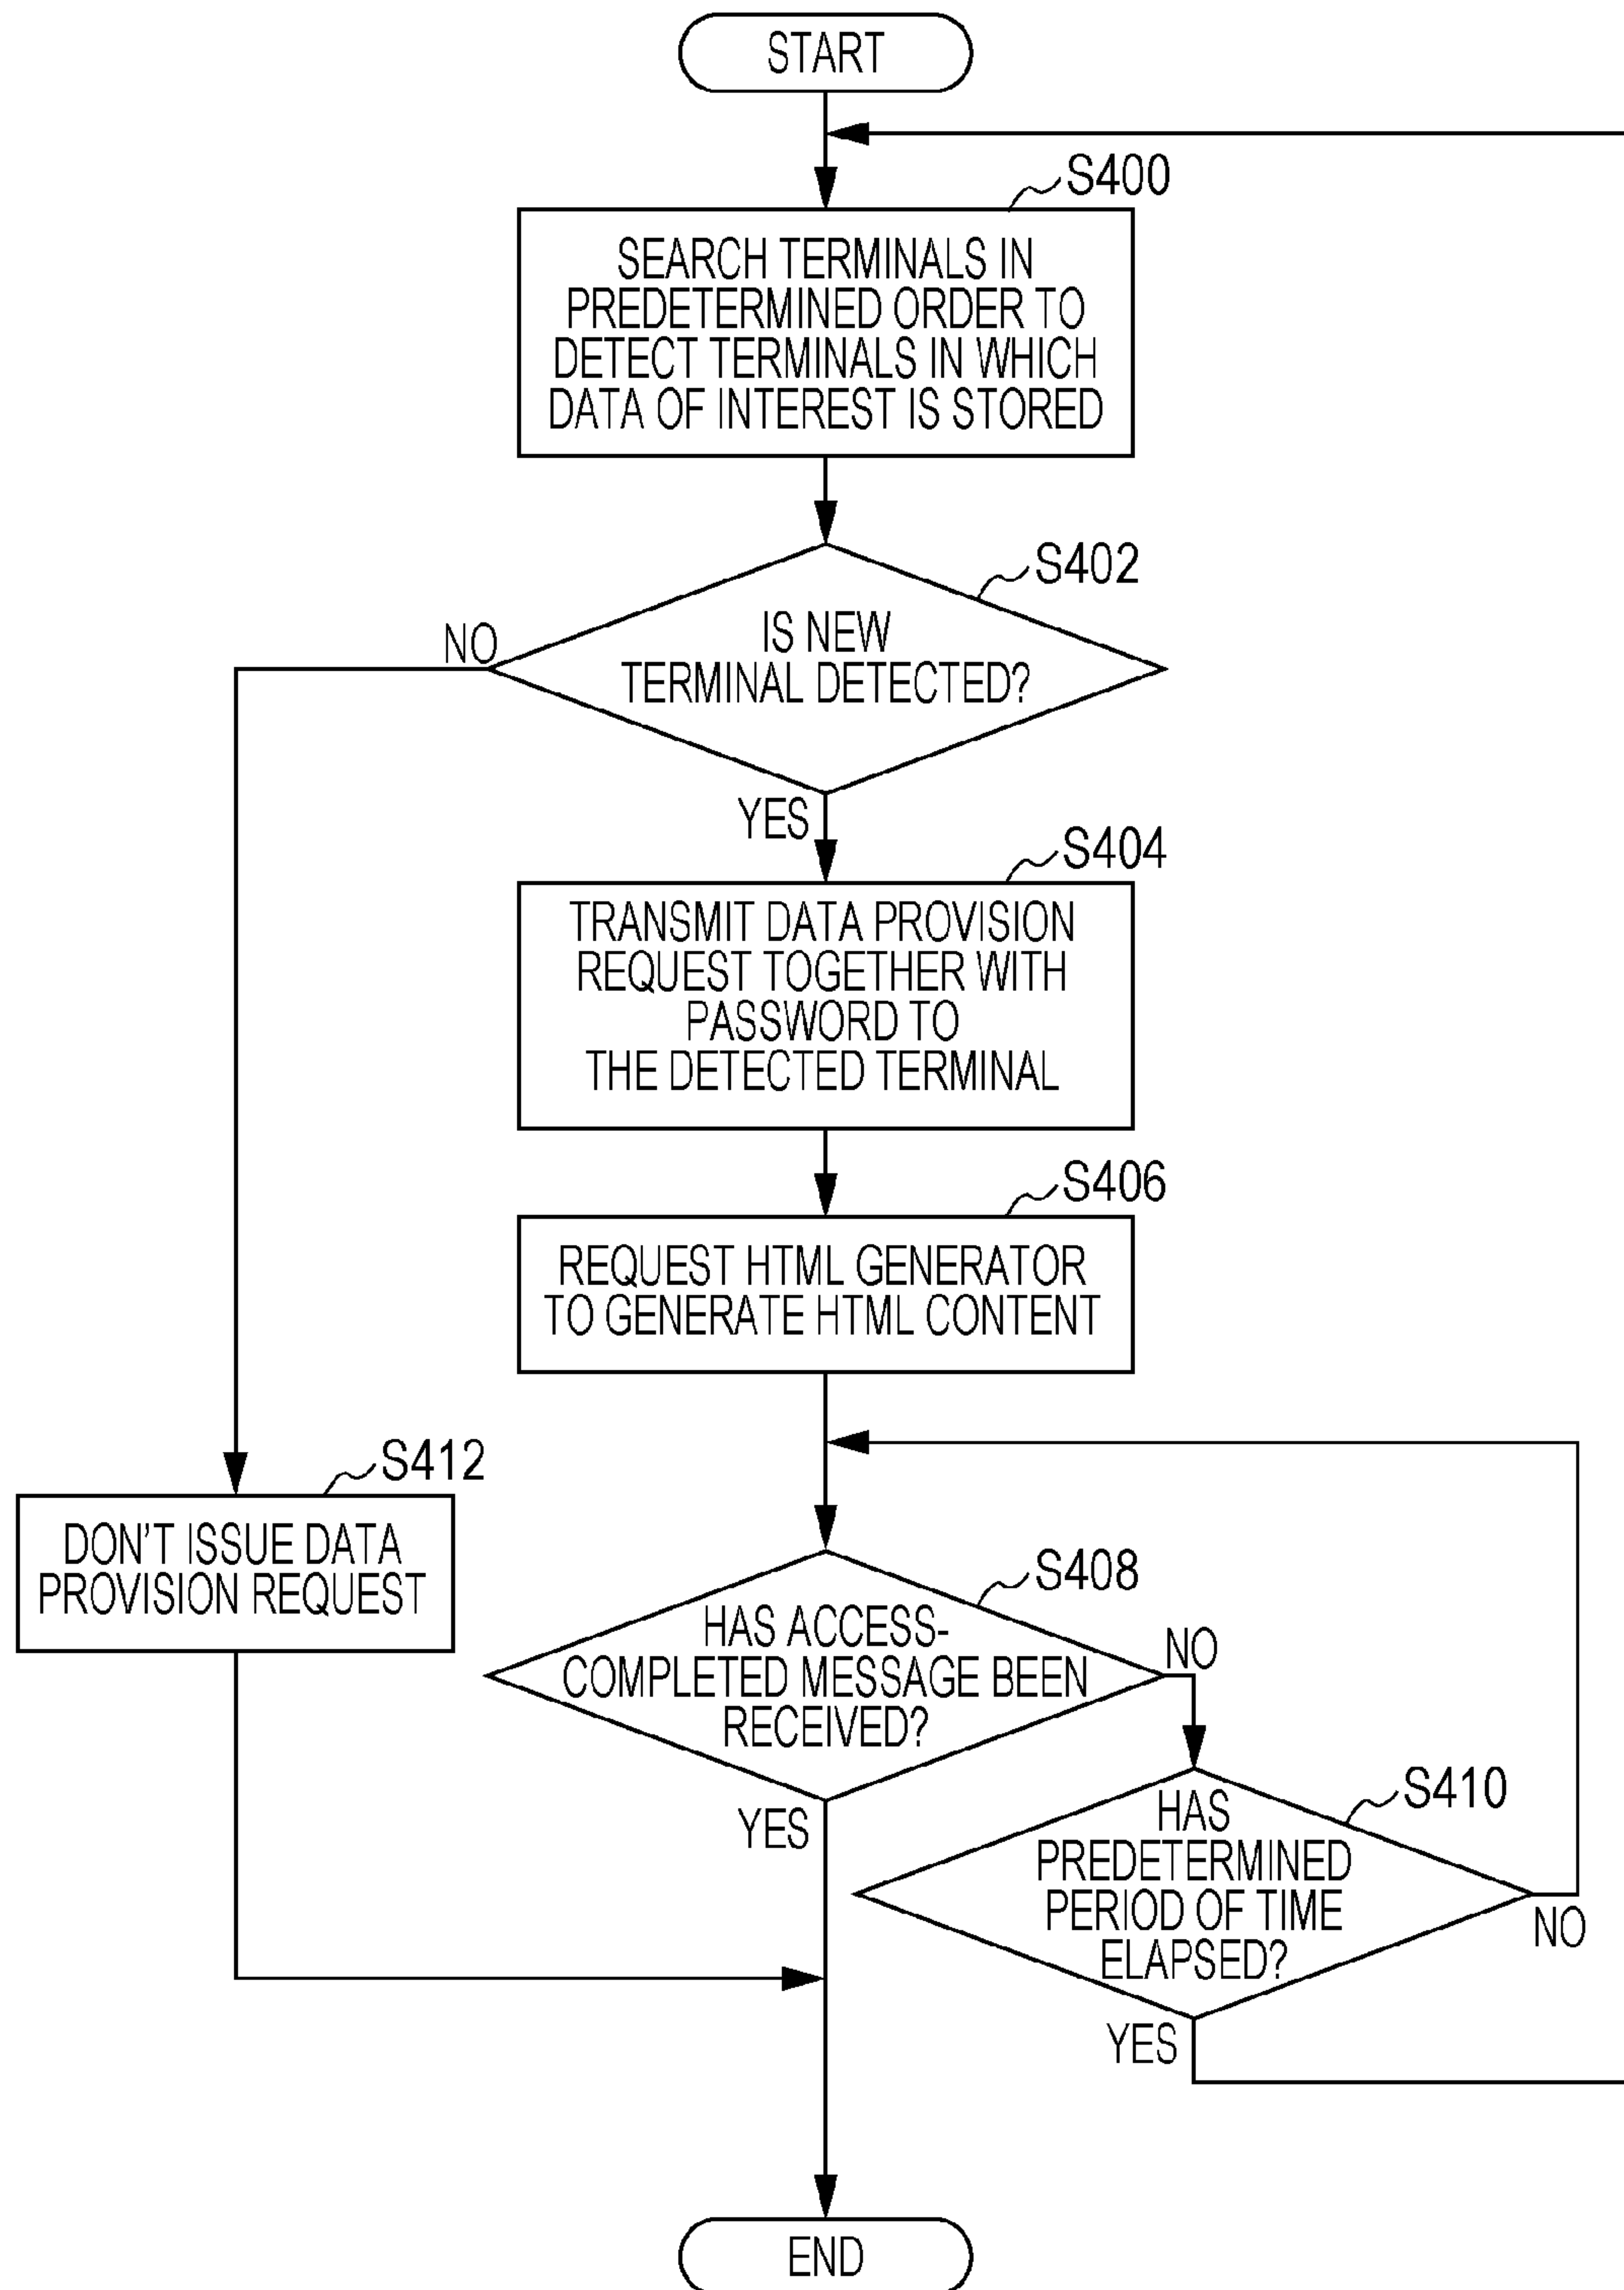 START
S400
SEARCH TERMINALS IN
PREDETERMINED ORDER TO
DETECT TERMINALS IN WHICH
DATA OF INTEREST IS STORED
S402
IS NEW
TERMINAL DETECTED?
NO
YES
S404
TRANSMIT DATA PROVISION
REQUEST TOGETHER WITH
PASSWORD TO
THE DETECTED TERMINAL
S406
REQUEST HTML GENERATOR
TO GENERATE HTML CONTENT
S412
DON'T ISSUE DATA
PROVISION REQUEST
S408
HAS ACCESS-
COMPLETED MESSAGE BEEN
RECEIVED?
NO
YES
S410
HAS
PREDETERMINED
PERIOD OF TIME
ELAPSED?
NO
YES
END